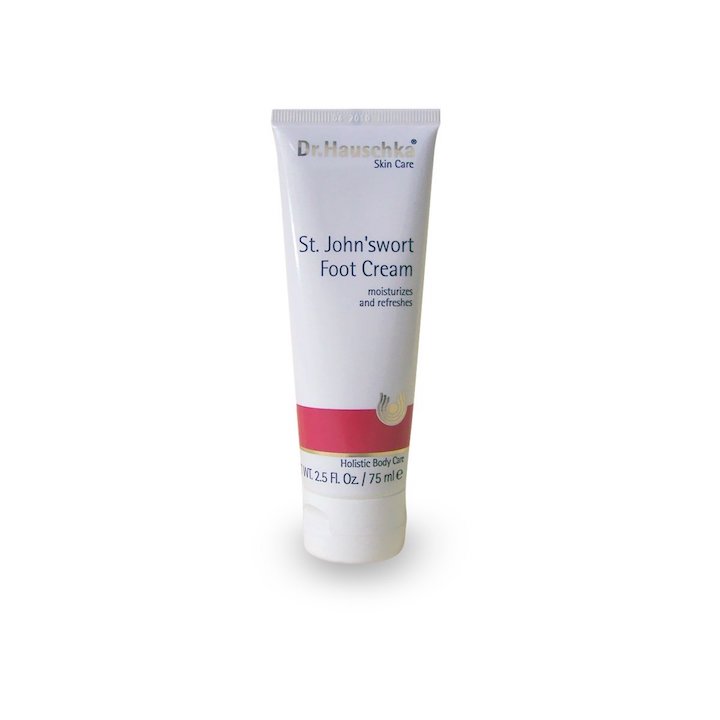 Dr.Hauschka®
Skin Care
St. John'swort
Foot Cream
moisturizes
and refreshes
Holistic Body Care
WT. 2.5 Fl. Oz. / 75 ml ℮